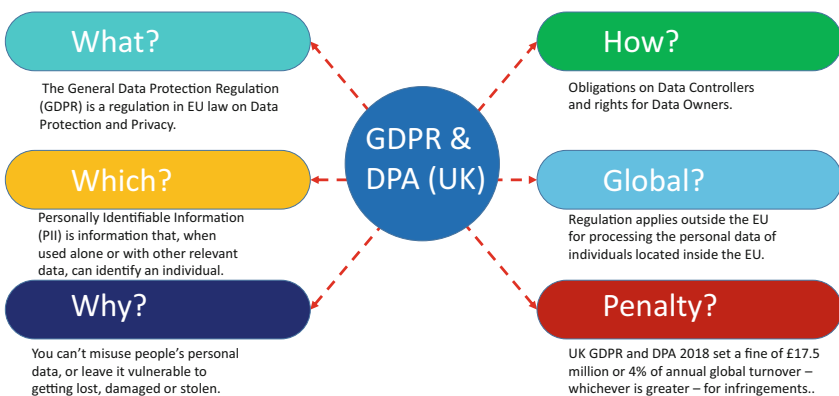 What?
The General Data Protection Regulation
(GDPR) is a regulation in EU law on Data
Protection and Privacy.
Which?
Personally Identifiable Information
(PII) is information that, when
used alone or with other relevant
data, can identify an individual.
Why?
You can’t misuse people’s personal
data, or leave it vulnerable to
getting lost, damaged or stolen.
GDPR &
DPA (UK)
How?
Obligations on Data Controllers
and rights for Data Owners.
Global?
Regulation applies outside the EU
for processing the personal data of
individuals located inside the EU.
Penalty?
UK GDPR and DPA 2018 set a fine of £17.5
million or 4% of annual global turnover –
whichever is greater – for infringements..